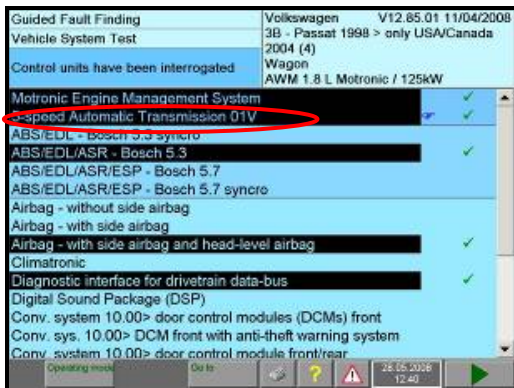 Guided Fault Finding
Volkswagen V12.85.01 11/04/2008
Vehicle System Test
3B - Passat 1998 > only USA/Canada
2004 (4)
Control units have been interrogated
Wagon
AWM 1.8 L Motronic / 125kW
Motronic Engine Management System ✓
5-speed Automatic Transmission 01V ✓
ABS/EDL - Bosch 5.3 syncro
ABS/EDL/ASR - Bosch 5.3 ✓
ABS/EDL/ASR/ESP - Bosch 5.7
ABS/EDL/ASR/ESP - Bosch 5.7 syncro
Airbag - without side airbag
Airbag - with side airbag
Airbag - with side airbag and head-level airbag ✓
Climatronic
Diagnostic interface for drivetrain data-bus ✓
Digital Sound Package (DSP)
Conv. system 10.00> door control modules (DCMs) front
Conv. sys. 10.00> DCM front with anti-theft warning system
Conv. system 10.00> door control module front/rear
Operating mode
Go to
?
28.05.2008
12:40